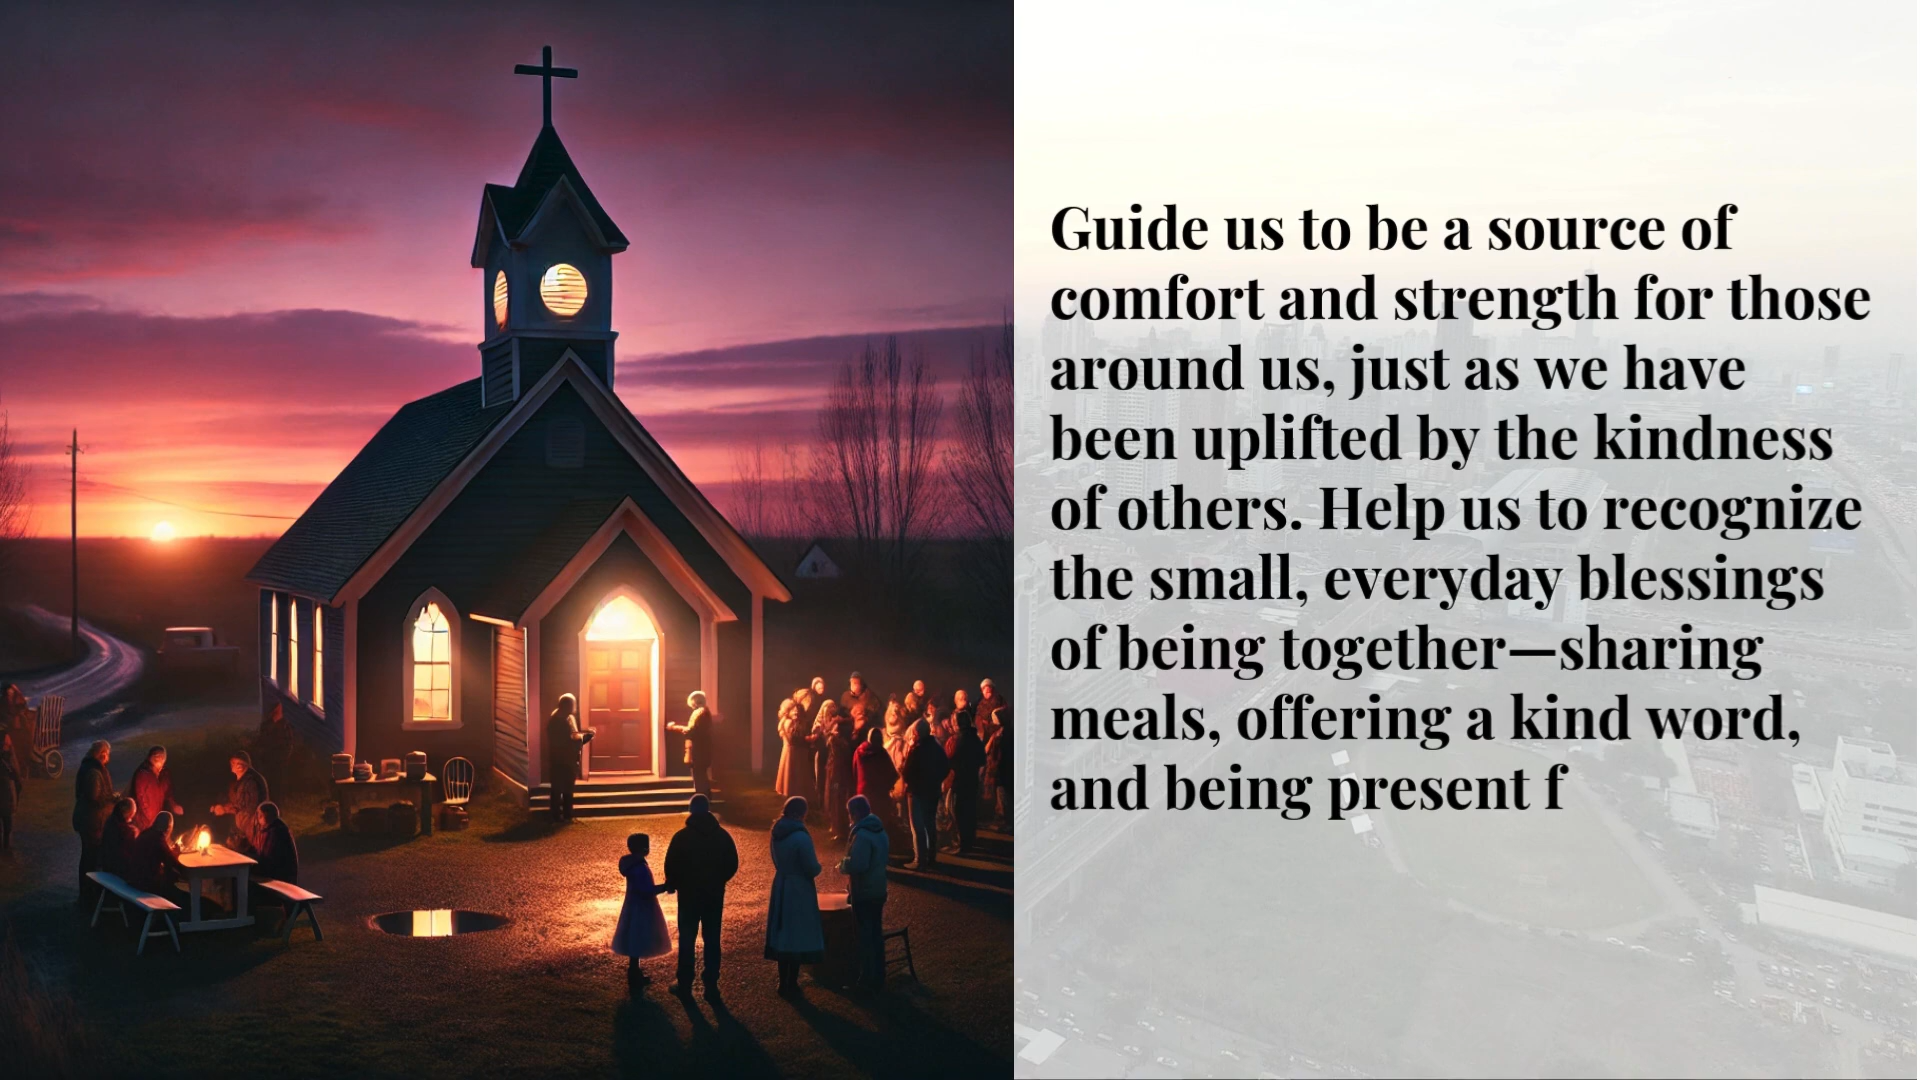 Guide us to be a source of
comfort and strength for those
around us, just as we have
been uplifted by the kindness
of others. Help us to recognize
the small, everyday blessings
of being together—sharing
meals, offering a kind word,
and being present f